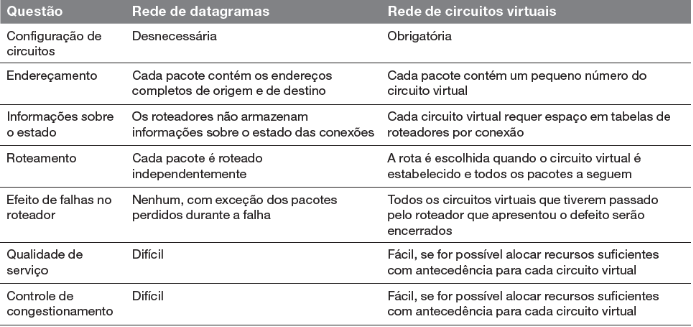 Questão Rede de datagramas Rede de circuitos virtuais
Configuração de Desnecessária Obrigatória
circuitos
Endereçamento Cada pacote contém os endereços Cada pacote contém um pequeno número do
completos de origem e de destino circuito virtual
Informações sobre Os roteadores não armazenam Cada circuito virtual requer espaço em tabelas de
o estado informações sobre o estado das conexões roteadores por conexão
Roteamento Cada pacote é roteado A rota é escolhida quando o circuito virtual é
independentemente estabelecido e todos os pacotes a seguem
Efeito de falhas no Nenhum, com exceção dos pacotes Todos os circuitos virtuais que tiverem passado
roteador perdidos durante a falha pelo roteador que apresentou o defeito serão
encerrados
Qualidade de Difícil Fácil, se for possível alocar recursos suficientes
serviço com antecedência para cada circuito virtual
Controle de Difícil Fácil, se for possível alocar recursos suficientes
congestionamento com antecedência para cada circuito virtual